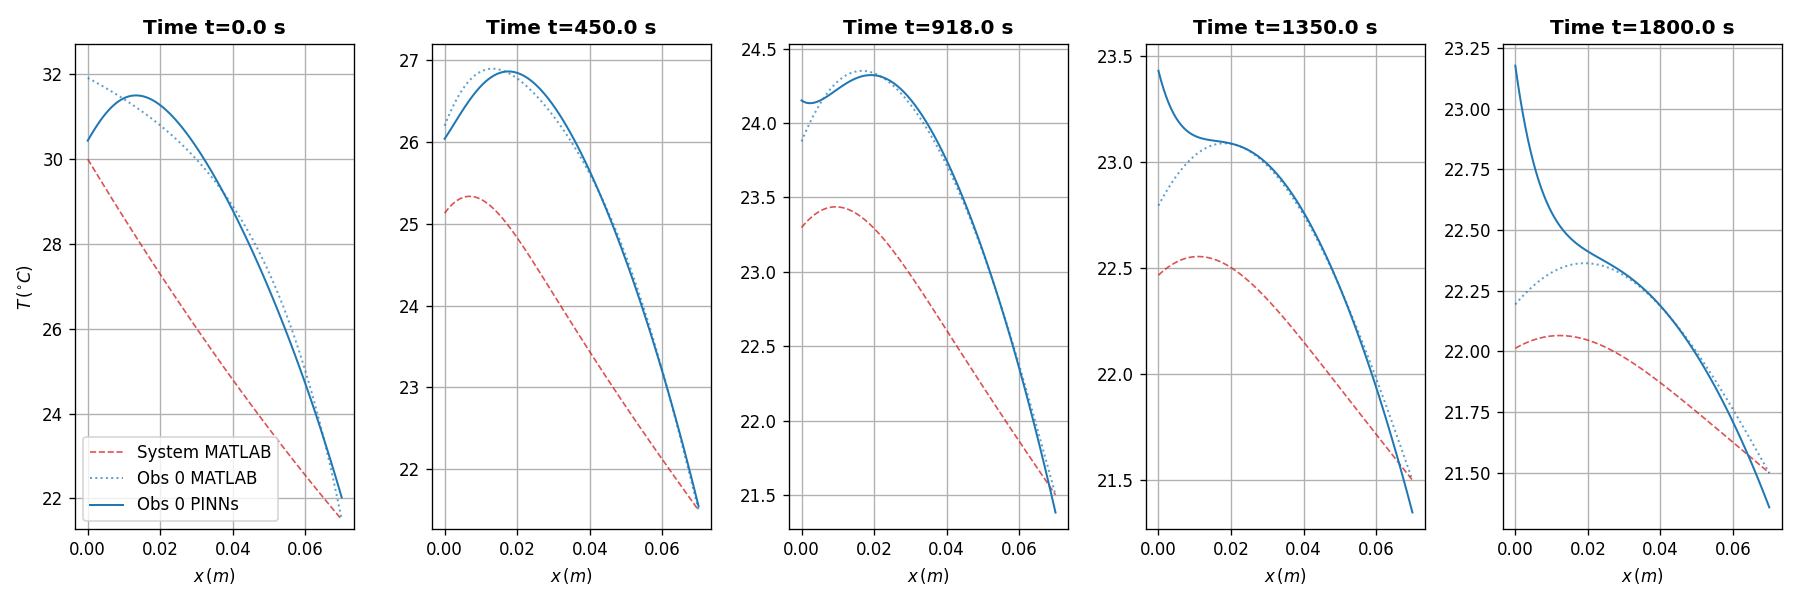 Time t=0.0 s
Time t=450.0 s
Time t=918.0 s
Time t=1350.0 s
Time t=1800.0 s
T (°C)
32
30
28
26
24
22
System MATLAB
Obs 0 MATLAB
Obs 0 PINNs
0.00 0.02 0.04 0.06
x (m)
27
26
25
24
23
22
0.00 0.02 0.04 0.06
x (m)
24.5
24.0
23.5
23.0
22.5
22.0
21.5
0.00 0.02 0.04 0.06
x (m)
23.5
23.0
22.5
22.0
21.5
0.00 0.02 0.04 0.06
x (m)
23.25
23.00
22.75
22.50
22.25
22.00
21.75
21.50
0.00 0.02 0.04 0.06
x (m)